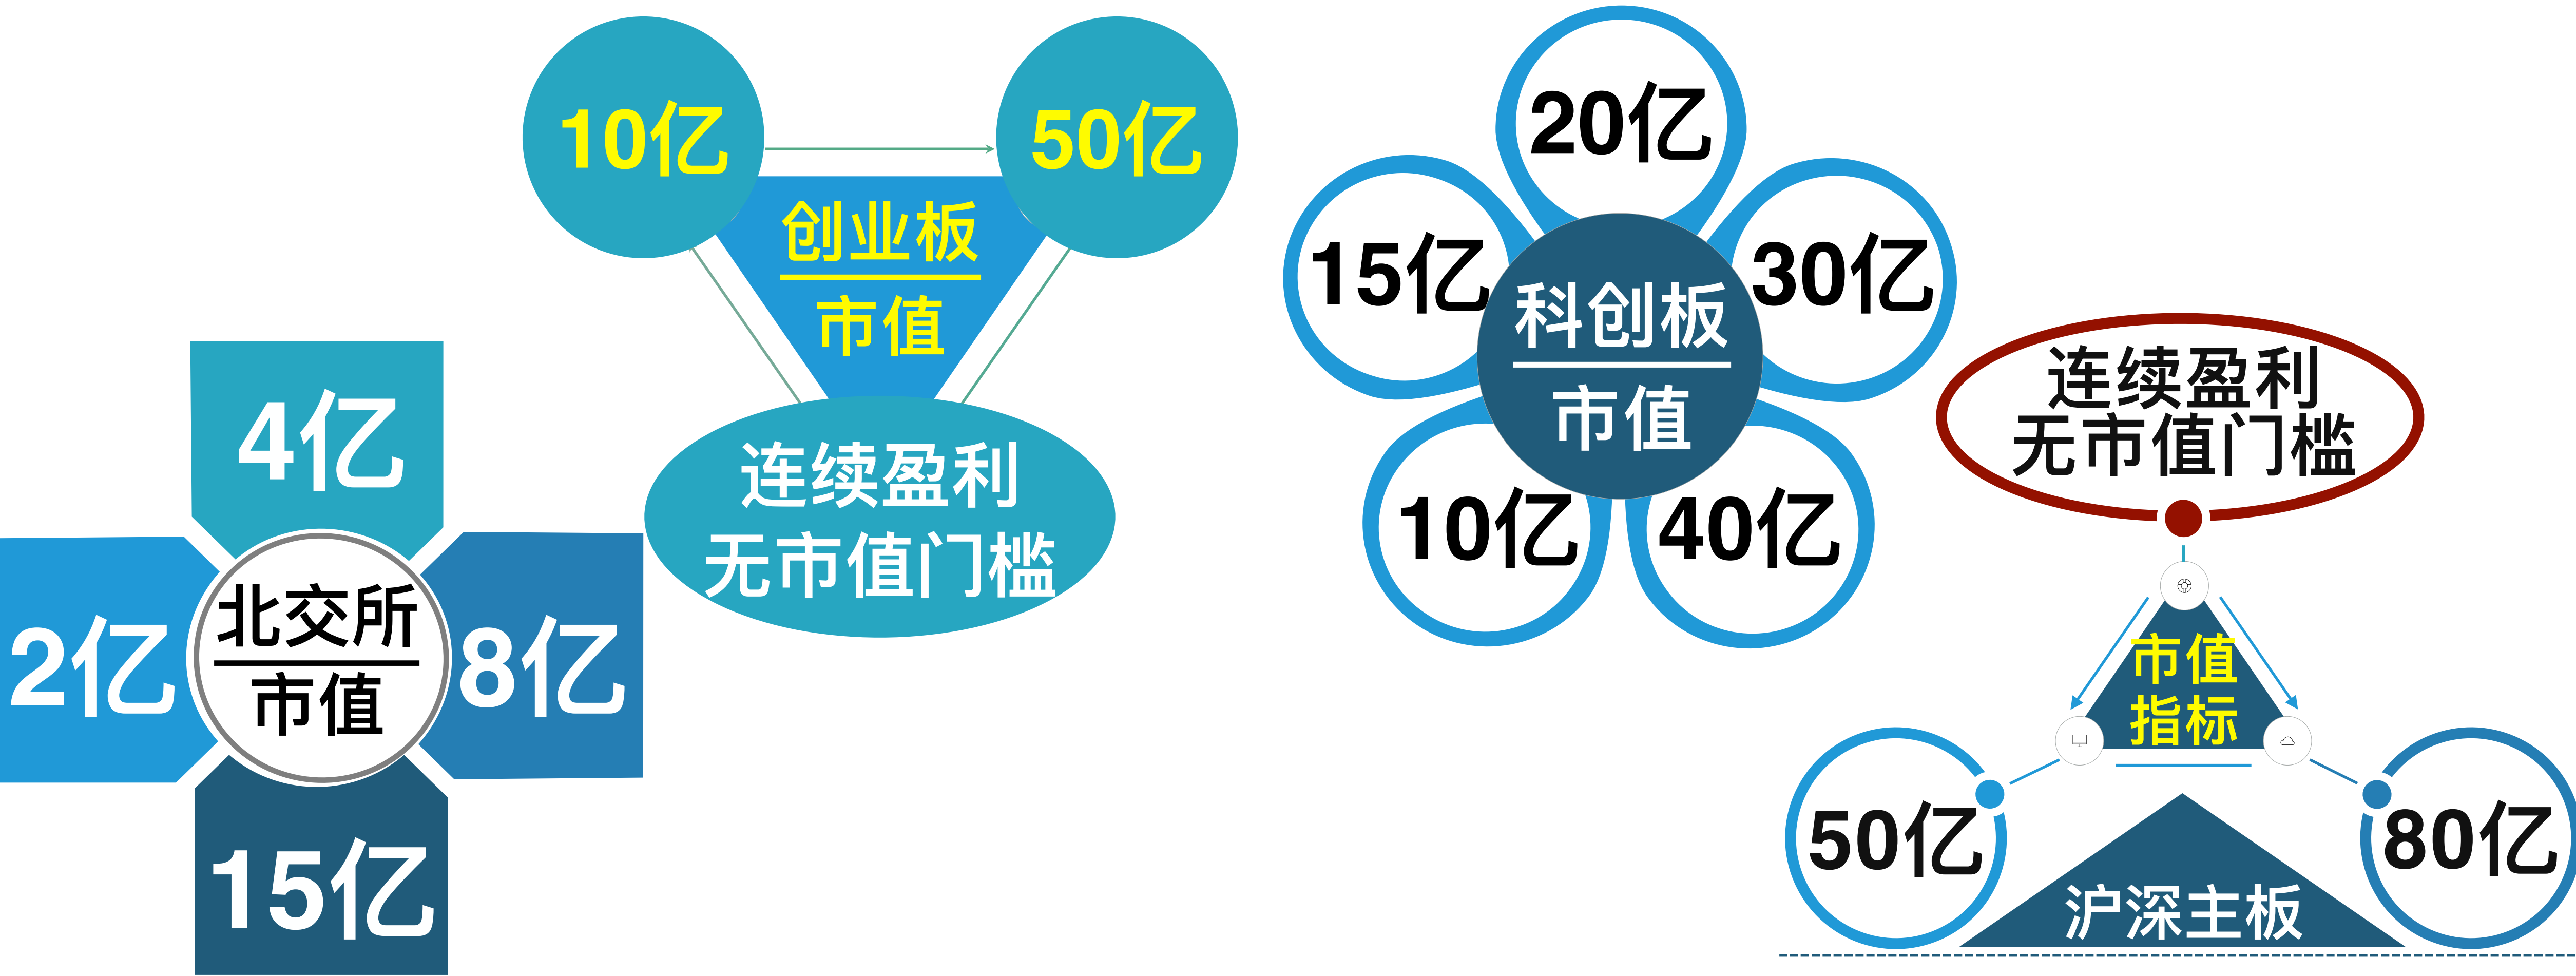 10亿
50亿
创业板
市值
连续盈利
无市值门槛
4亿
2亿
北交所
市值
8亿
15亿
20亿
15亿
30亿
科创板
市值
10亿
40亿
连续盈利
无市值门槛
市值
指标
50亿
80亿
沪深主板